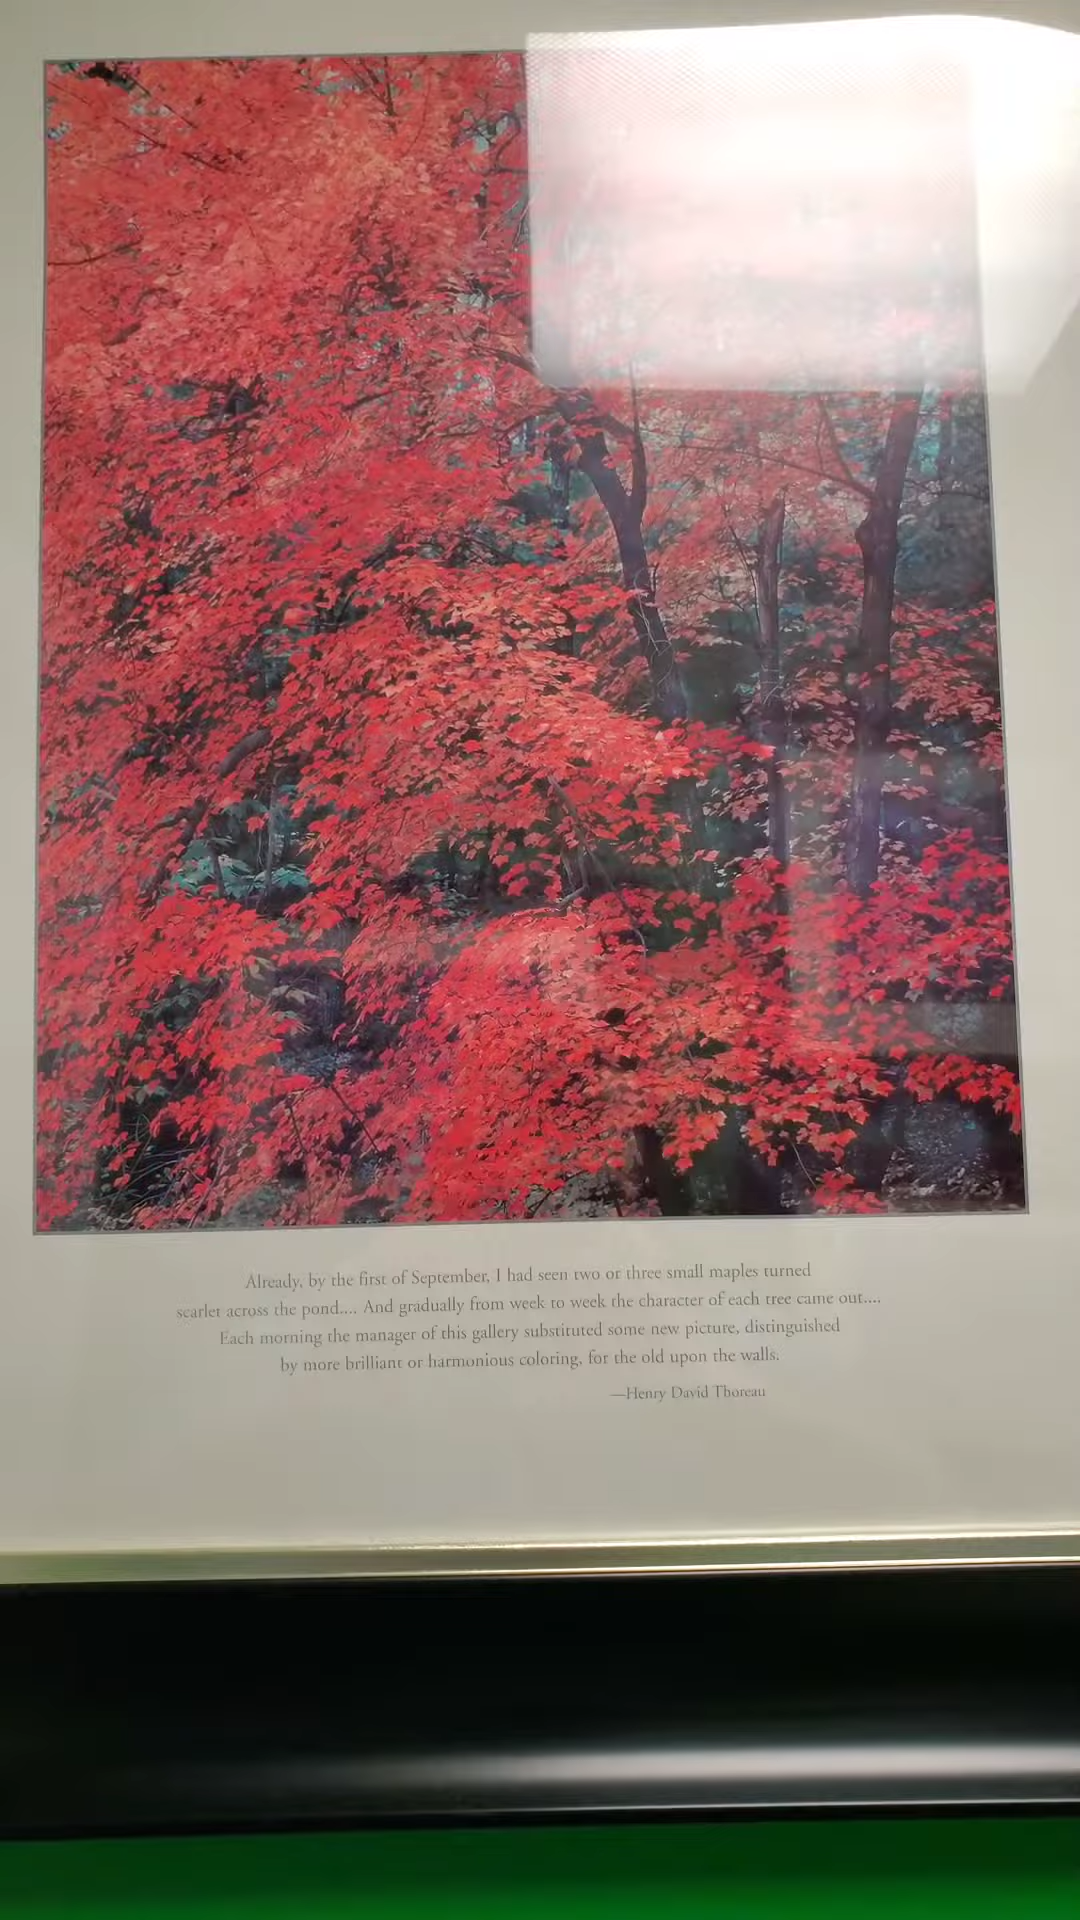 Already, by the first of September, I had seen two or three small maples turned
scarlet across the pond.... And gradually from week to week the character of each tree came out....
Each morning the manager of this gallery substituted some new picture, distinguished
by more brilliant or harmonious coloring, for the old upon the walls.
—Henry David Thoreau